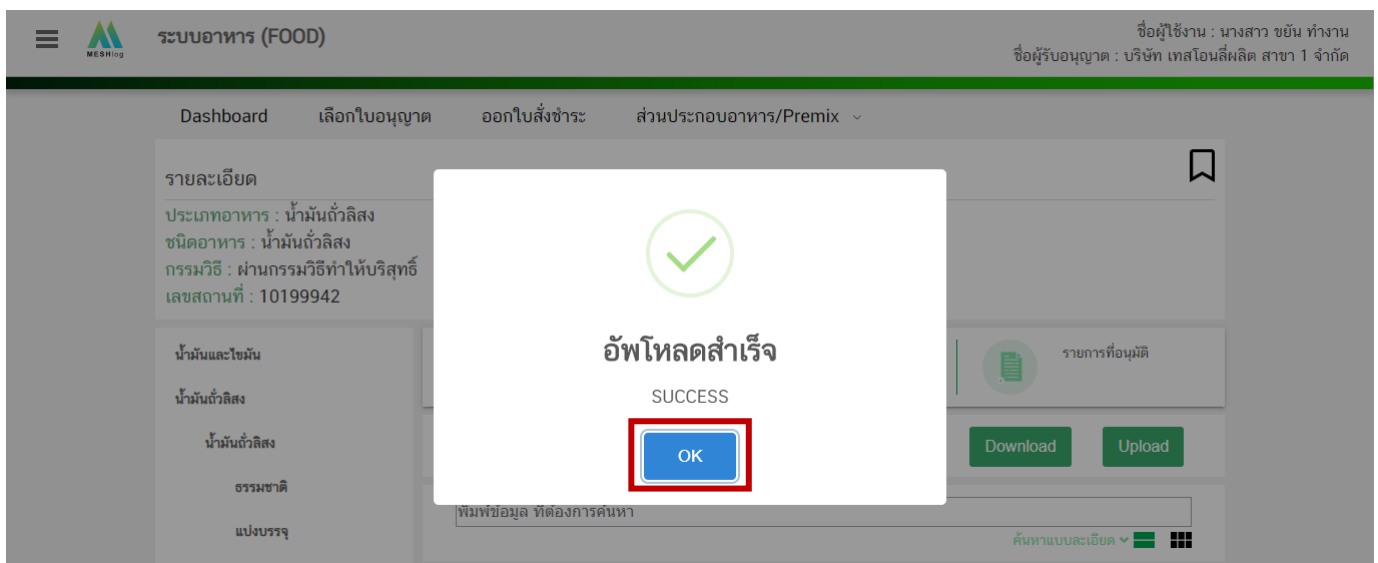 MESHlog
ระบบอาหาร (FOOD)
ชื่อผู้ใช้งาน : นางสาว ขยัน ทำงาน
ชื่อผู้รับอนุญาต : บริษัท เทสโอนลี่ผลิต สาขา 1 จำกัด
Dashboard เลือกใบอนุญาต ออกใบสั่งชำระ ส่วนประกอบอาหาร/Premix
รายละเอียด
ประเภทอาหาร : น้ำมันถั่วลิสง
ชนิดอาหาร : น้ำมันถั่วลิสง
กรรมวิธี : ผ่านกรรมวิธีทำให้บริสุทธิ์
เลขสถานที่ : 10199942
น้ำมันและไขมัน
น้ำมันถั่วลิสง
น้ำมันถั่วลิสง
ธรรมชาติ
แบ่งบรรจุ
อัพโหลดสำเร็จ
SUCCESS
OK
รายการที่อนุมัติ
Download Upload
พิมพ์ข้อมูล ที่ต้องการค้นหา
ค้นหาแบบละเอียด